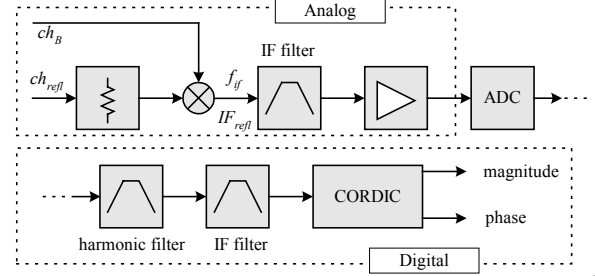 Analog
ch_B
IF filter
ch_refl
f_if
IF_refl
ADC
CORDIC
magnitude
phase
harmonic filter
IF filter
Digital